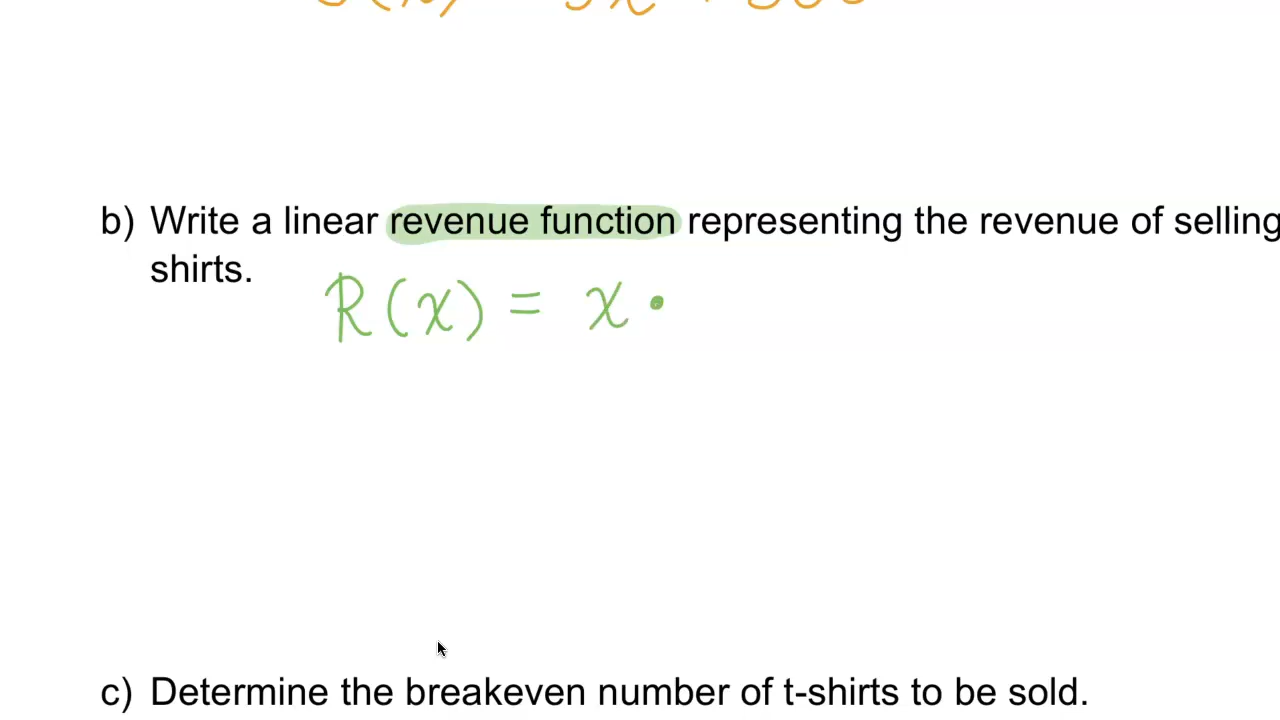 b) Write a linear revenue function representing the revenue of selling
shirts.
R(x) = x •
c) Determine the breakeven number of t-shirts to be sold.